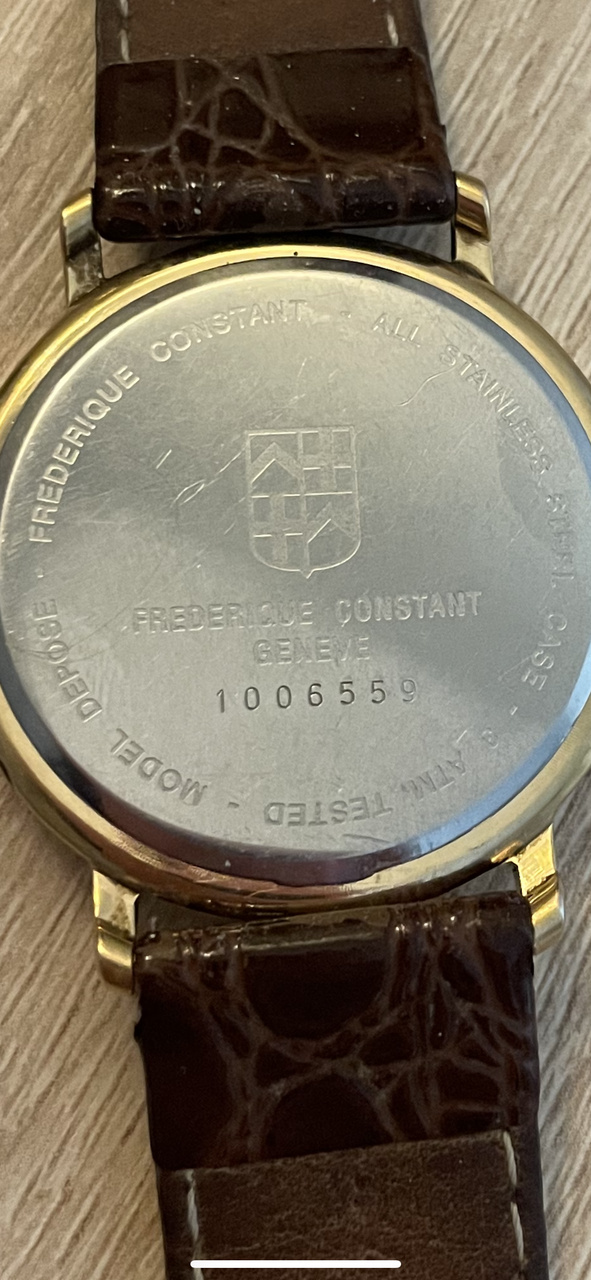 FREDERIQUE CONSTANT - ALL STAINLESS STEEL CASE - 3 ATM. TESTED - MODEL DEPOSE -
FREDERIQUE CONSTANT
GENEVE
1006559